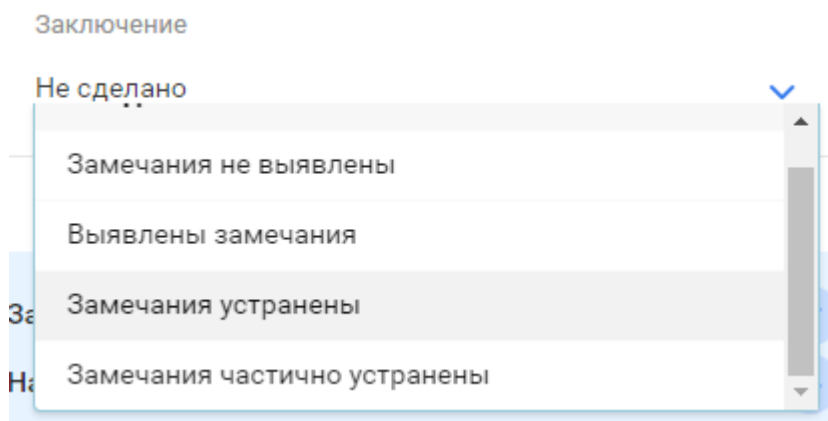 Заключение
Не сделано
Замечания не выявлены
Выявлены замечания
Замечания устранены
Замечания частично устранены